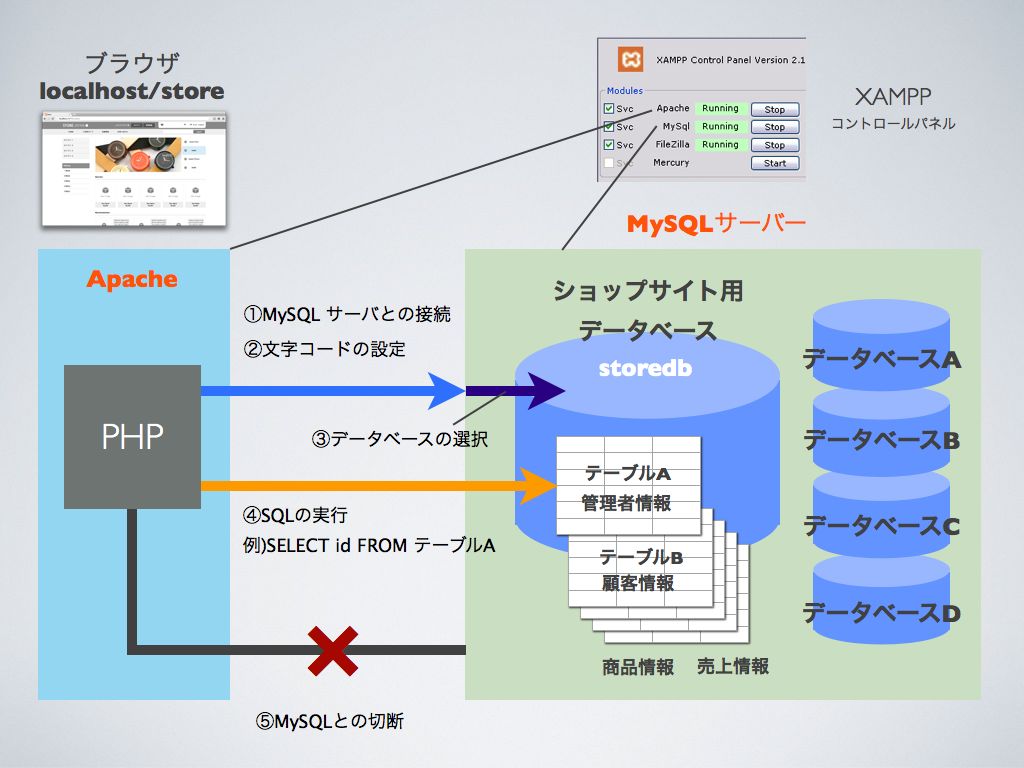 ブラウザ
localhost/store
XAMPP Control Panel Version 2.1
Modules
Svc Apache Running Stop
Svc MySql Running Stop
Svc FileZilla Running Stop
Svc Mercury Start
XAMPP
コントロールパネル
MySQLサーバー
Apache
PHP
①MySQL サーバとの接続
②文字コードの設定
③データベースの選択
④SQLの実行
例)SELECT id FROM テーブルA
⑤MySQLとの切断
ショップサイト用
データベース
storedb
テーブルA
管理者情報
テーブルB
顧客情報
商品情報 売上情報
データベースA
データベースB
データベースC
データベースD